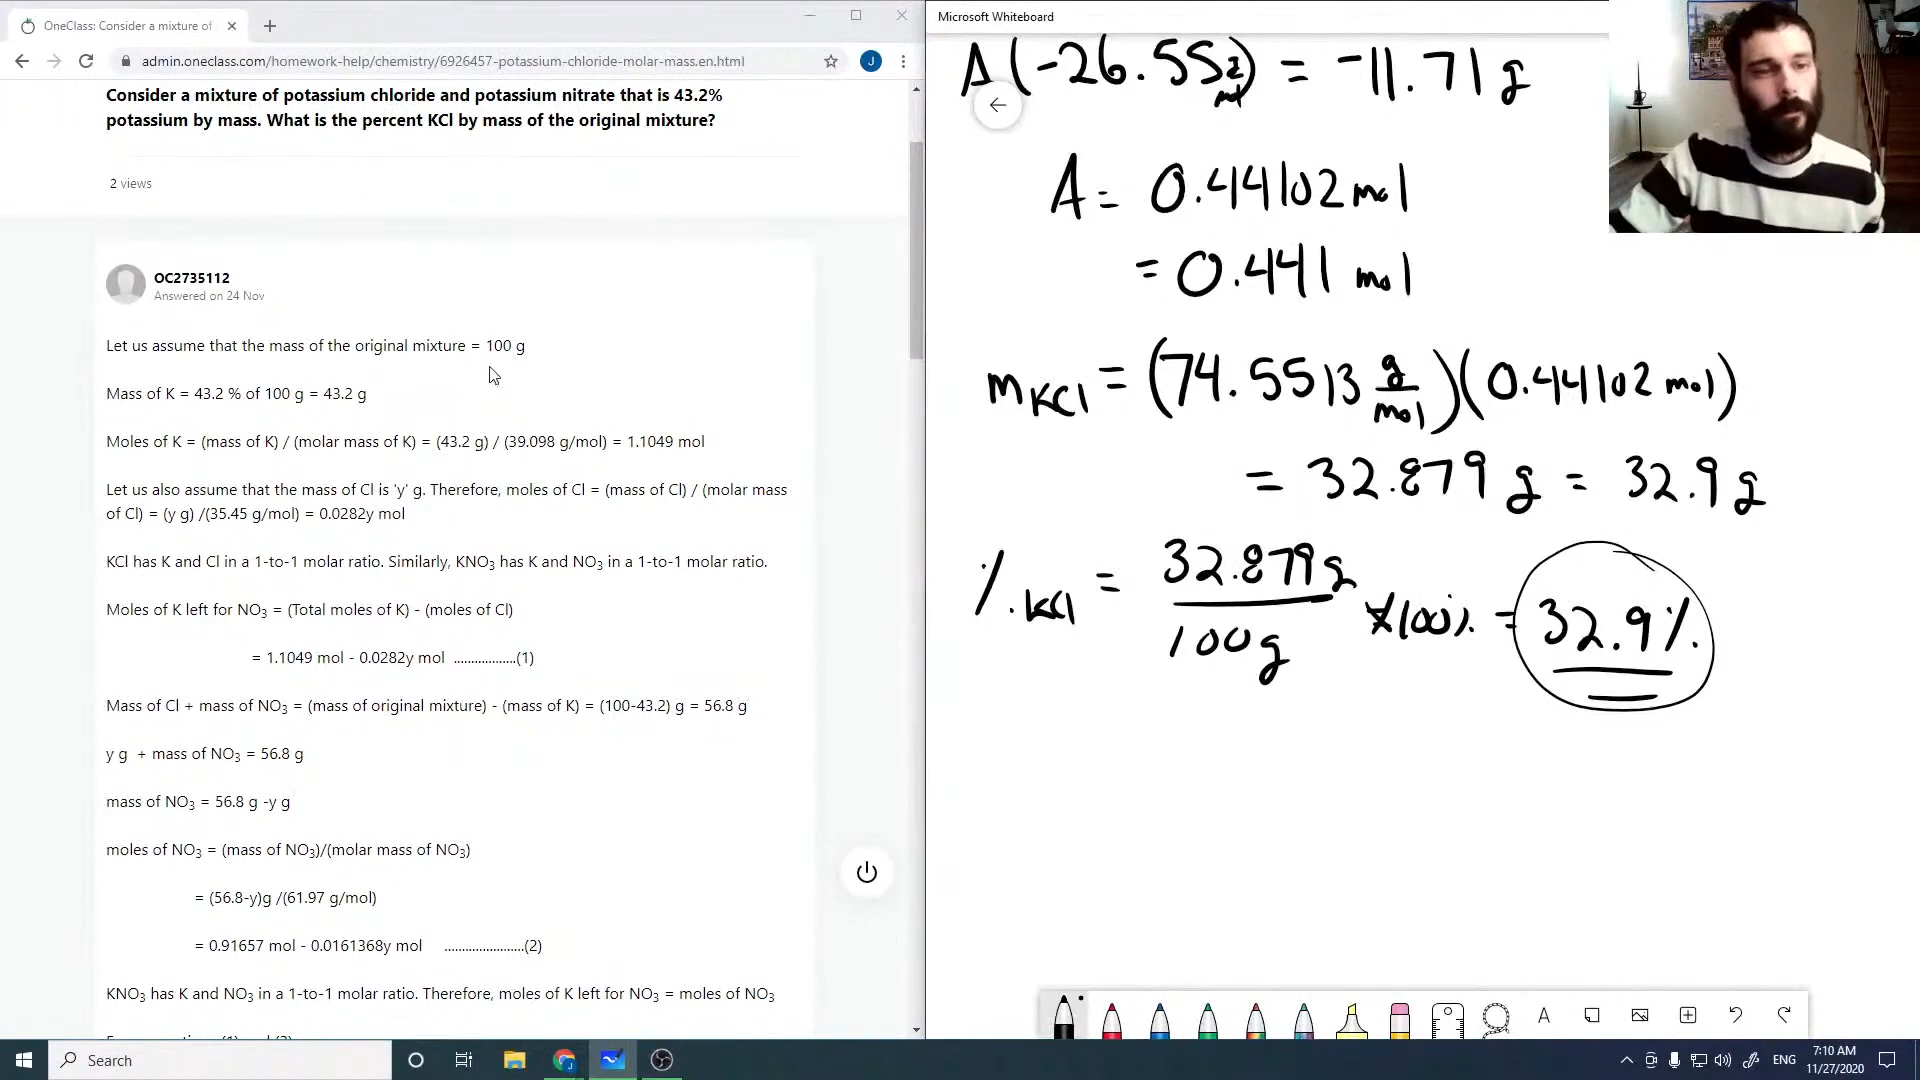 OneClass: Consider a mixture of
admin.oneclass.com/homework-help/chemistry/6926457-potassium-chloride-molar-mass.en.html
J
Consider a mixture of potassium chloride and potassium nitrate that is 43.2%
potassium by mass. What is the percent KCl by mass of the original mixture?
2 views
OC2735112
Answered on 24 Nov
Let us assume that the mass of the original mixture = 100 g
Mass of K = 43.2 % of 100 g = 43.2 g
Moles of K = (mass of K) / (molar mass of K) = (43.2 g) / (39.098 g/mol) = 1.1049 mol
Let us also assume that the mass of Cl is 'y' g. Therefore, moles of Cl = (mass of Cl) / (molar mass
of Cl) = (y g) /(35.45 g/mol) = 0.0282y mol
KCl has K and Cl in a 1-to-1 molar ratio. Similarly, KNO₃ has K and NO₃ in a 1-to-1 molar ratio.
Moles of K left for NO₃ = (Total moles of K) - (moles of Cl)
= 1.1049 mol - 0.0282y mol .................(1)
Mass of Cl + mass of NO₃ = (mass of original mixture) - (mass of K) = (100-43.2) g = 56.8 g
y g + mass of NO₃ = 56.8 g
mass of NO₃ = 56.8 g -y g
moles of NO₃ = (mass of NO₃)/(molar mass of NO₃)
= (56.8-y)g /(61.97 g/mol)
= 0.91657 mol - 0.0161368y mol .......................(2)
KNO₃ has K and NO₃ in a 1-to-1 molar ratio. Therefore, moles of K left for NO₃ = moles of NO₃
Microsoft Whiteboard
A(-26.552 g/mol) = -11.71 g
A = 0.44102 mol
= 0.441 mol
mKCl = (74.5513 g/mol)(0.44102 mol)
= 32.879 g = 32.9 g
%KCl = 32.879g/100g x100% = 32.9%
A
Search
J
ENG
7:10 AM
11/27/2020